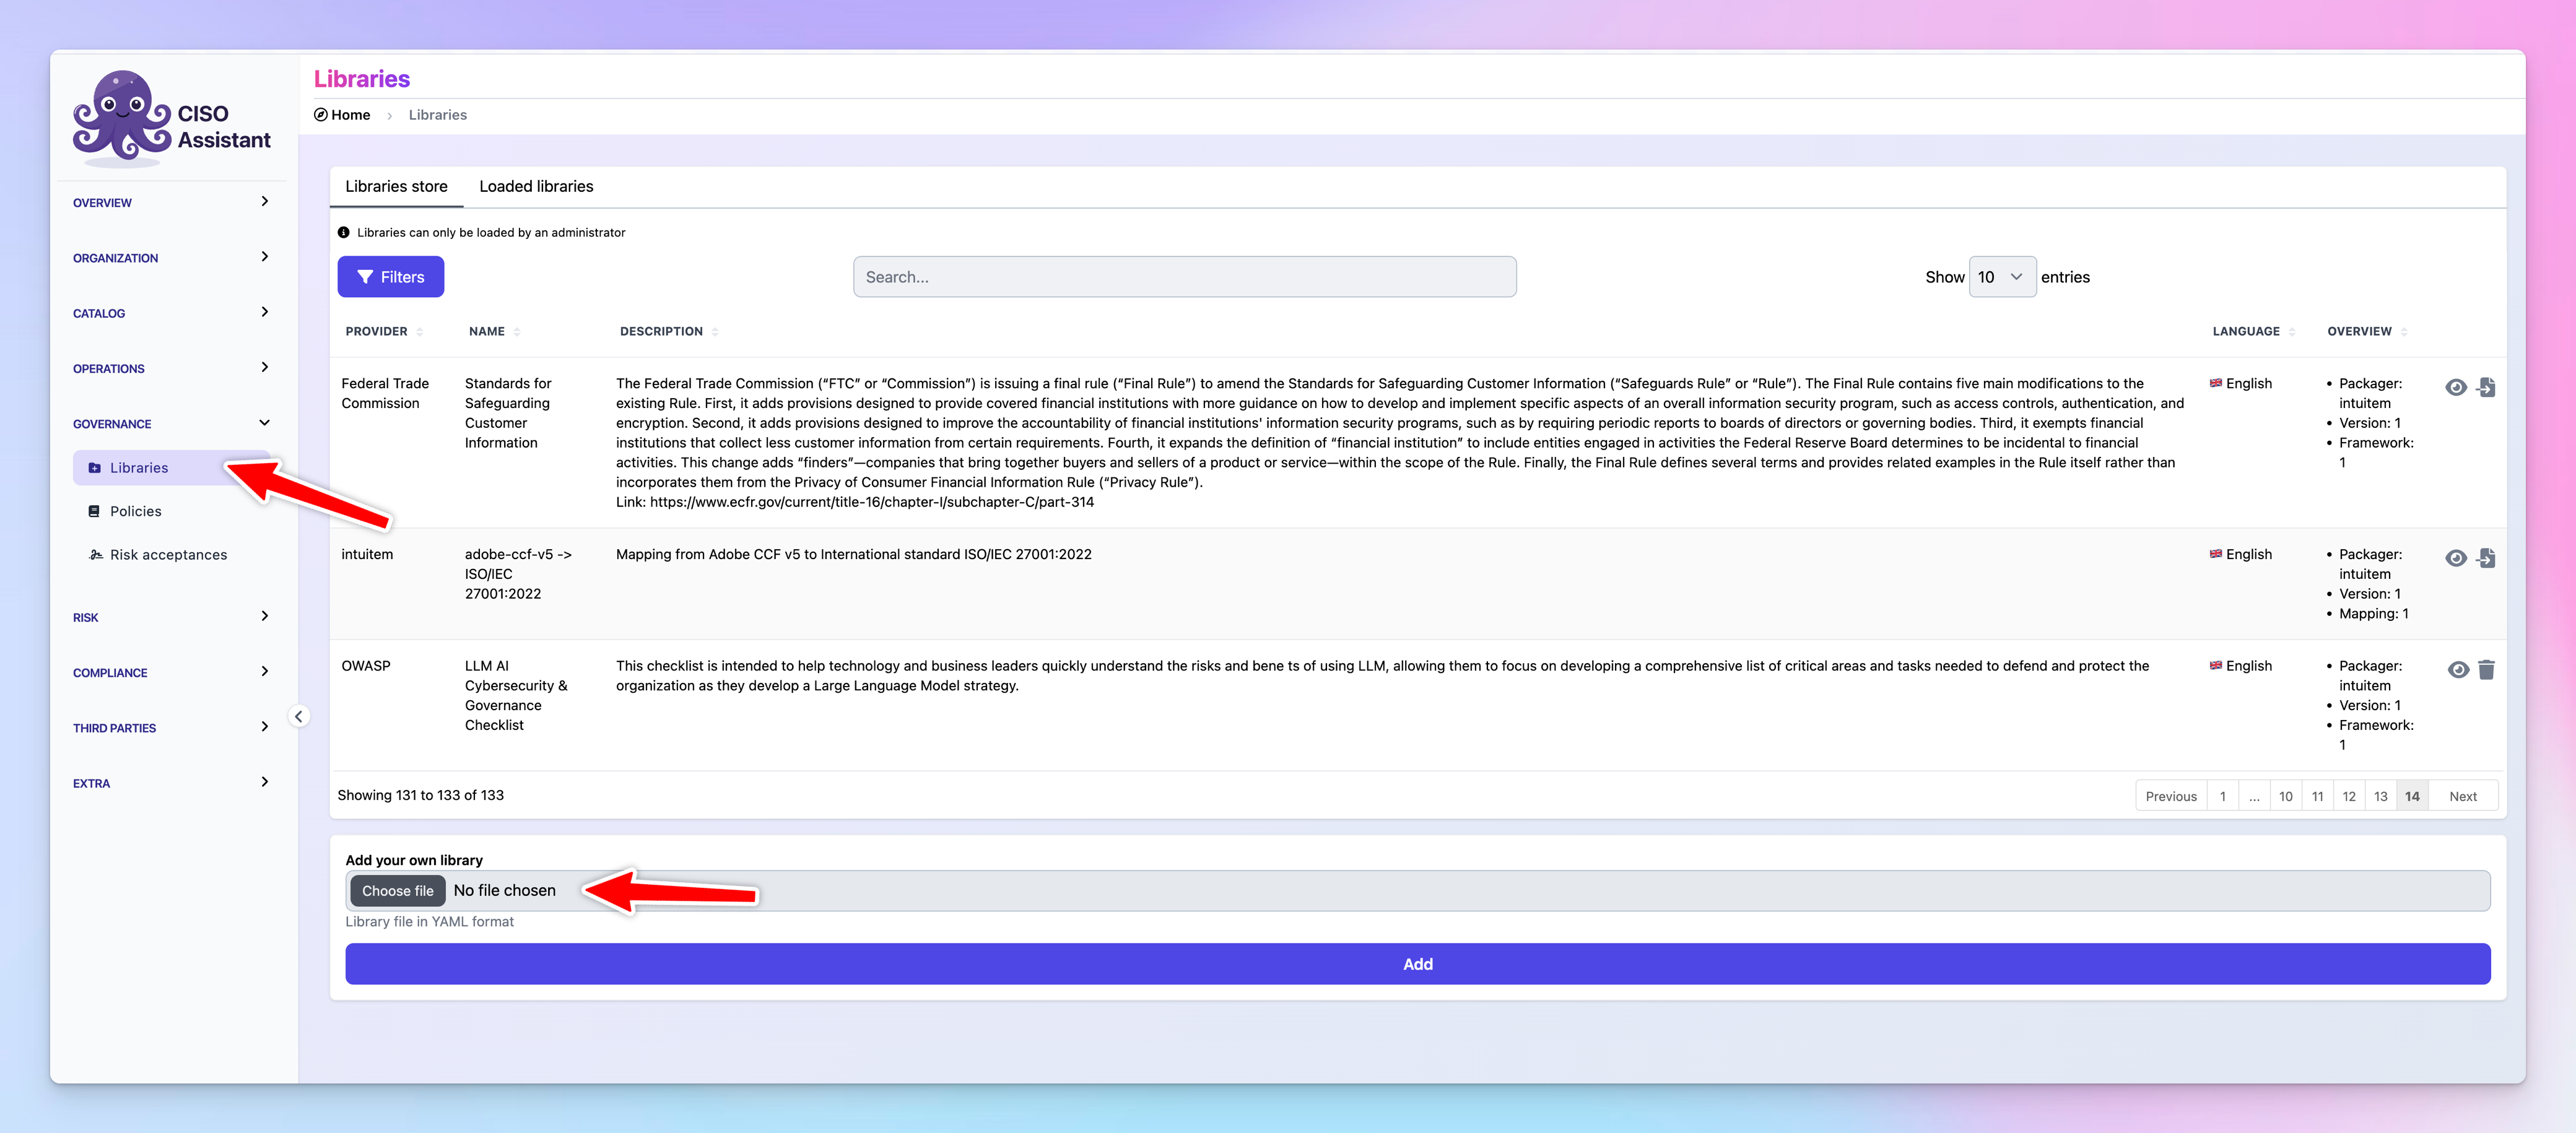 CISO
Assistant
OVERVIEW
ORGANIZATION
CATALOG
OPERATIONS
GOVERNANCE
Libraries
Policies
Risk acceptances
RISK
COMPLIANCE
THIRD PARTIES
EXTRA
Libraries
Home › Libraries
Libraries store Loaded libraries
Libraries can only be loaded by an administrator
Filters Search... Show 10 entries
PROVIDER NAME DESCRIPTION LANGUAGE OVERVIEW
Federal Trade
Commission
Standards for
Safeguarding
Customer
Information
The Federal Trade Commission (“FTC” or “Commission”) is issuing a final rule (“Final Rule”) to amend the Standards for Safeguarding Customer Information (“Safeguards Rule” or “Rule”). The Final Rule contains five main modifications to the
existing Rule. First, it adds provisions designed to provide covered financial institutions with more guidance on how to develop and implement specific aspects of an overall information security program, such as access controls, authentication, and
encryption. Second, it adds provisions designed to improve the accountability of financial institutions' information security programs, such as by requiring periodic reports to boards of directors or governing bodies. Third, it exempts financial
institutions that collect less customer information from certain requirements. Fourth, it expands the definition of “financial institution” to include entities engaged in activities the Federal Reserve Board determines to be incidental to financial
activities. This change adds “finders”—companies that bring together buyers and sellers of a product or service—within the scope of the Rule. Finally, the Final Rule defines several terms and provides related examples in the Rule itself rather than
incorporates them from the Privacy of Consumer Financial Information Rule (“Privacy Rule”).
Link: https://www.ecfr.gov/current/title-16/chapter-I/subchapter-C/part-314
English
• Packager:
intuitem
• Version: 1
• Framework:
1
intuitem
adobe-ccf-v5 ->
ISO/IEC
27001:2022
Mapping from Adobe CCF v5 to International standard ISO/IEC 27001:2022
English
• Packager:
intuitem
• Version: 1
• Mapping: 1
OWASP
LLM AI
Cybersecurity &
Governance
Checklist
This checklist is intended to help technology and business leaders quickly understand the risks and bene ts of using LLM, allowing them to focus on developing a comprehensive list of critical areas and tasks needed to defend and protect the
organization as they develop a Large Language Model strategy.
English
• Packager:
intuitem
• Version: 1
• Framework:
1
Showing 131 to 133 of 133
Previous 1 ... 10 11 12 13 14 Next
Add your own library
Choose file No file chosen
Library file in YAML format
Add